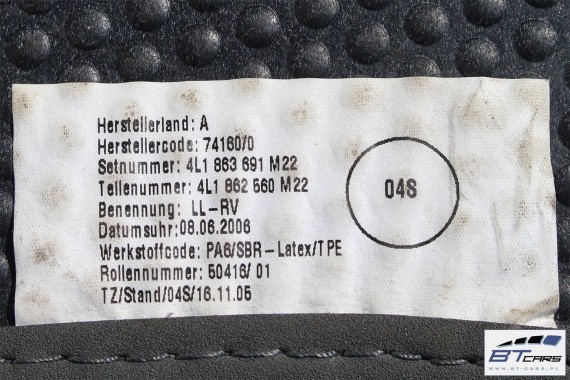 Herstellerland: A
Herstellercode: 74160/0
Setnummer: 4L1 863 691 M22
Teilenummer: 4L1 862 560 M22
Benennung: LL-RV
Datumsuhr:08.06.2006
Werkstoffcode: PA6/SBR-Latex/TPE
Rollennummer: 50416/ 01
TZ/Stand/04S/16.11.05
04S
BT CARS
WWW.BT-CARS.PL